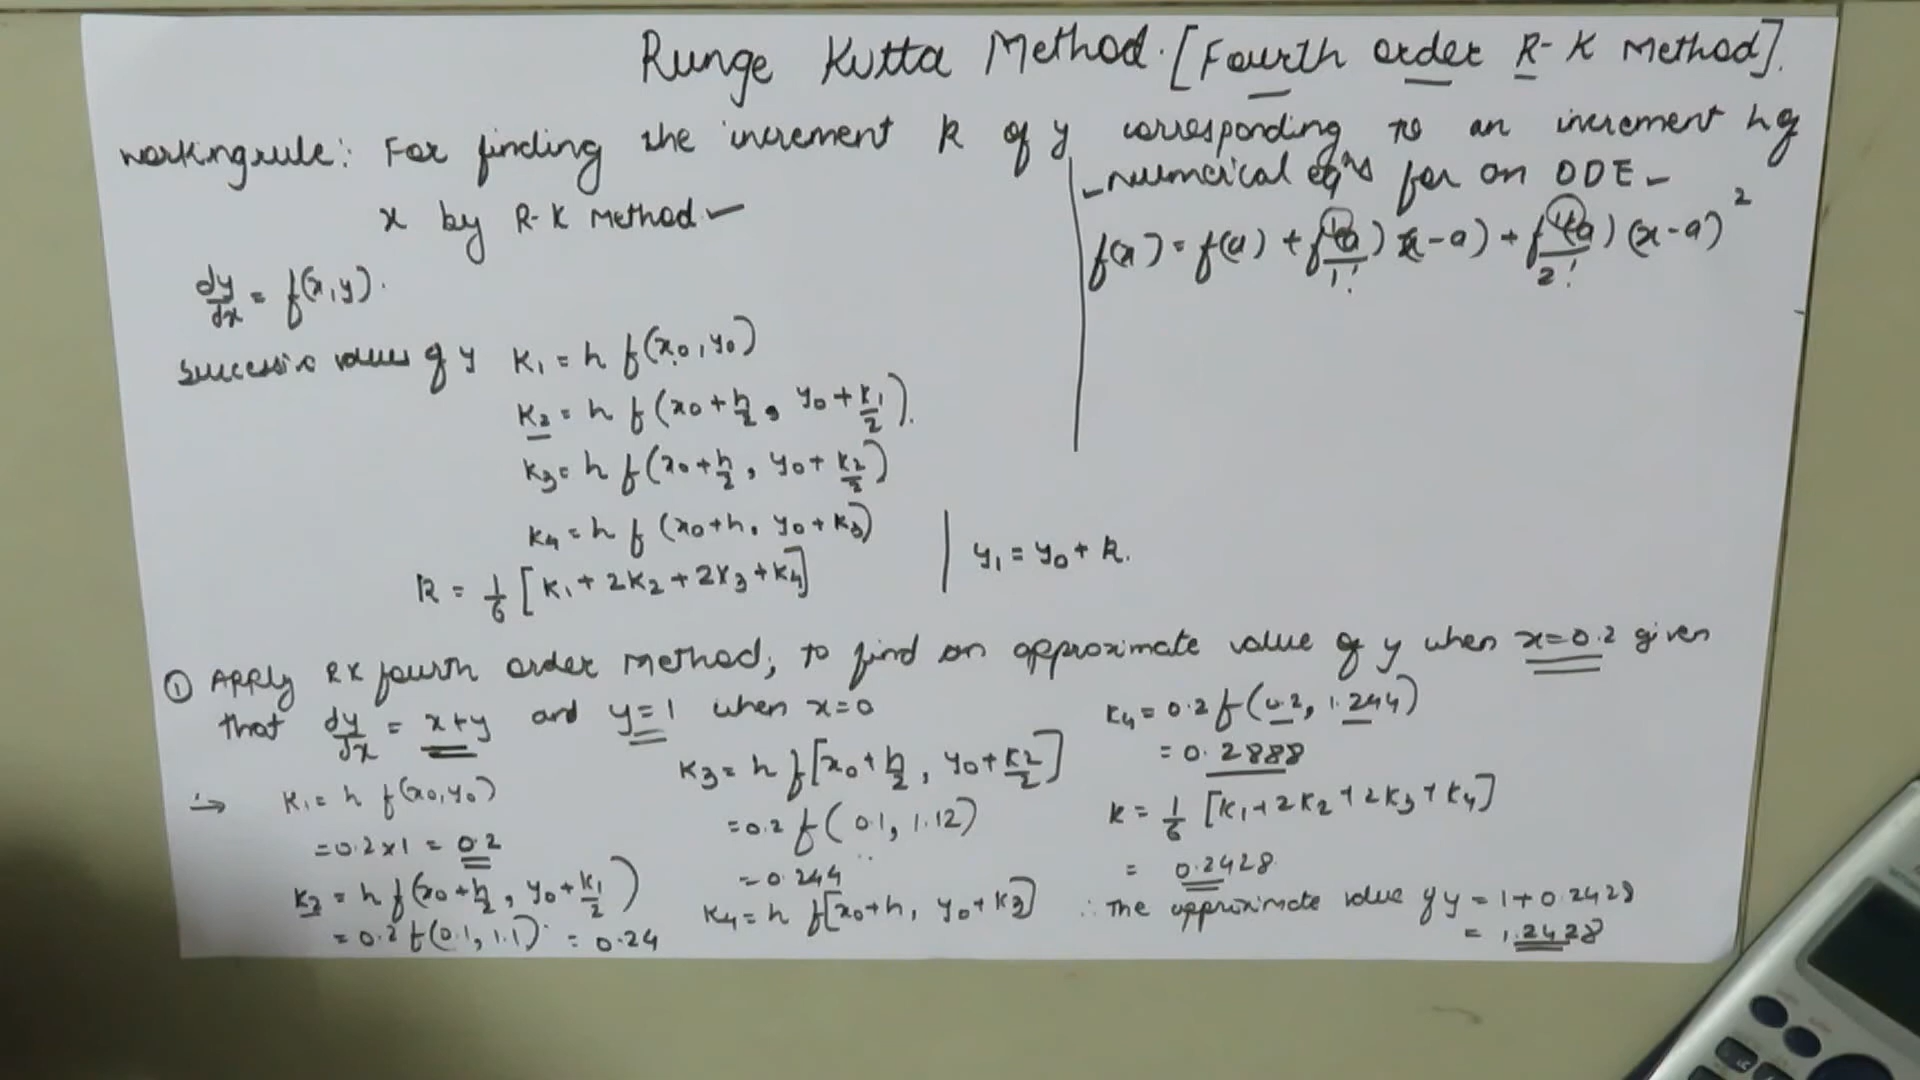 Runge Kutta Method. [Fourth order R-K Method].
Working rule: For finding the increment k of y corresponding to an increment h of
x by R-K Method
- numerical eqns for an ODE -
f(x) = f(a) + f'(a)/1! (x-a) + f''(a)/2! (x-a)^2
dy/dx = f(x,y).
values of y K1 = h f(x0,y0)
K2 = h f(x0+h/2, y0+K1/2).
K3 = h f(x0+h/2, y0+K2/2)
K4 = h f(x0+h, y0+K3)
k = 1/6 [K1+2K2+2K3+K4]
y1 = y0+k.
① Apply RK fourth order method, to find an approximate value of y when x=0.2 given
that dy/dx = x+y and y=1 when x=0
→ K1 = h f(x0,y0)
=0.2x1 = 0.2
K2 = h f(x0+h/2, y0+K1/2)
= 0.2 f(0.1, 1.1) = 0.24
K3 = h f[x0+h/2, y0+K2/2]
=0.2 f(0.1, 1.12)
=0.244
K4 = h f[x0+h, y0+K3]
K4 = 0.2 f(0.2, 1.244)
= 0.2888
k = 1/6 [K1+2K2+2K3+K4]
= 0.2428
∴ The approximate value of y = 1+0.2428
= 1.2428